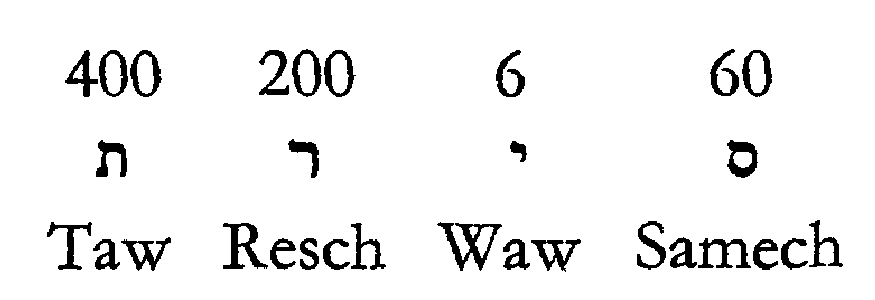 400 200 6 60
ת ר י ס
Taw Resch Waw Samech